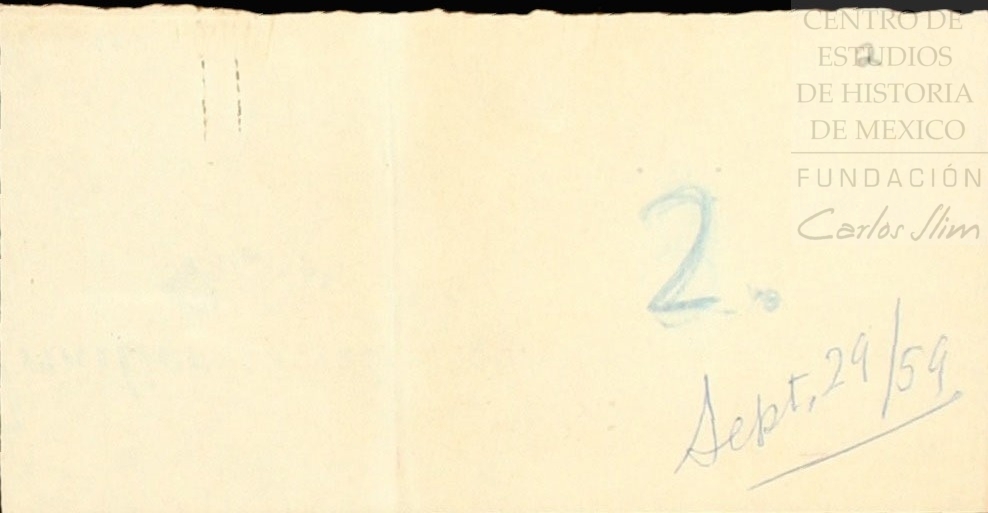 CENTRO DE
ESTUDIOS
DE HISTORIA
DE MEXICO
FUNDACIÓN
Carlos Slim
a
2.
Sept, 29/59